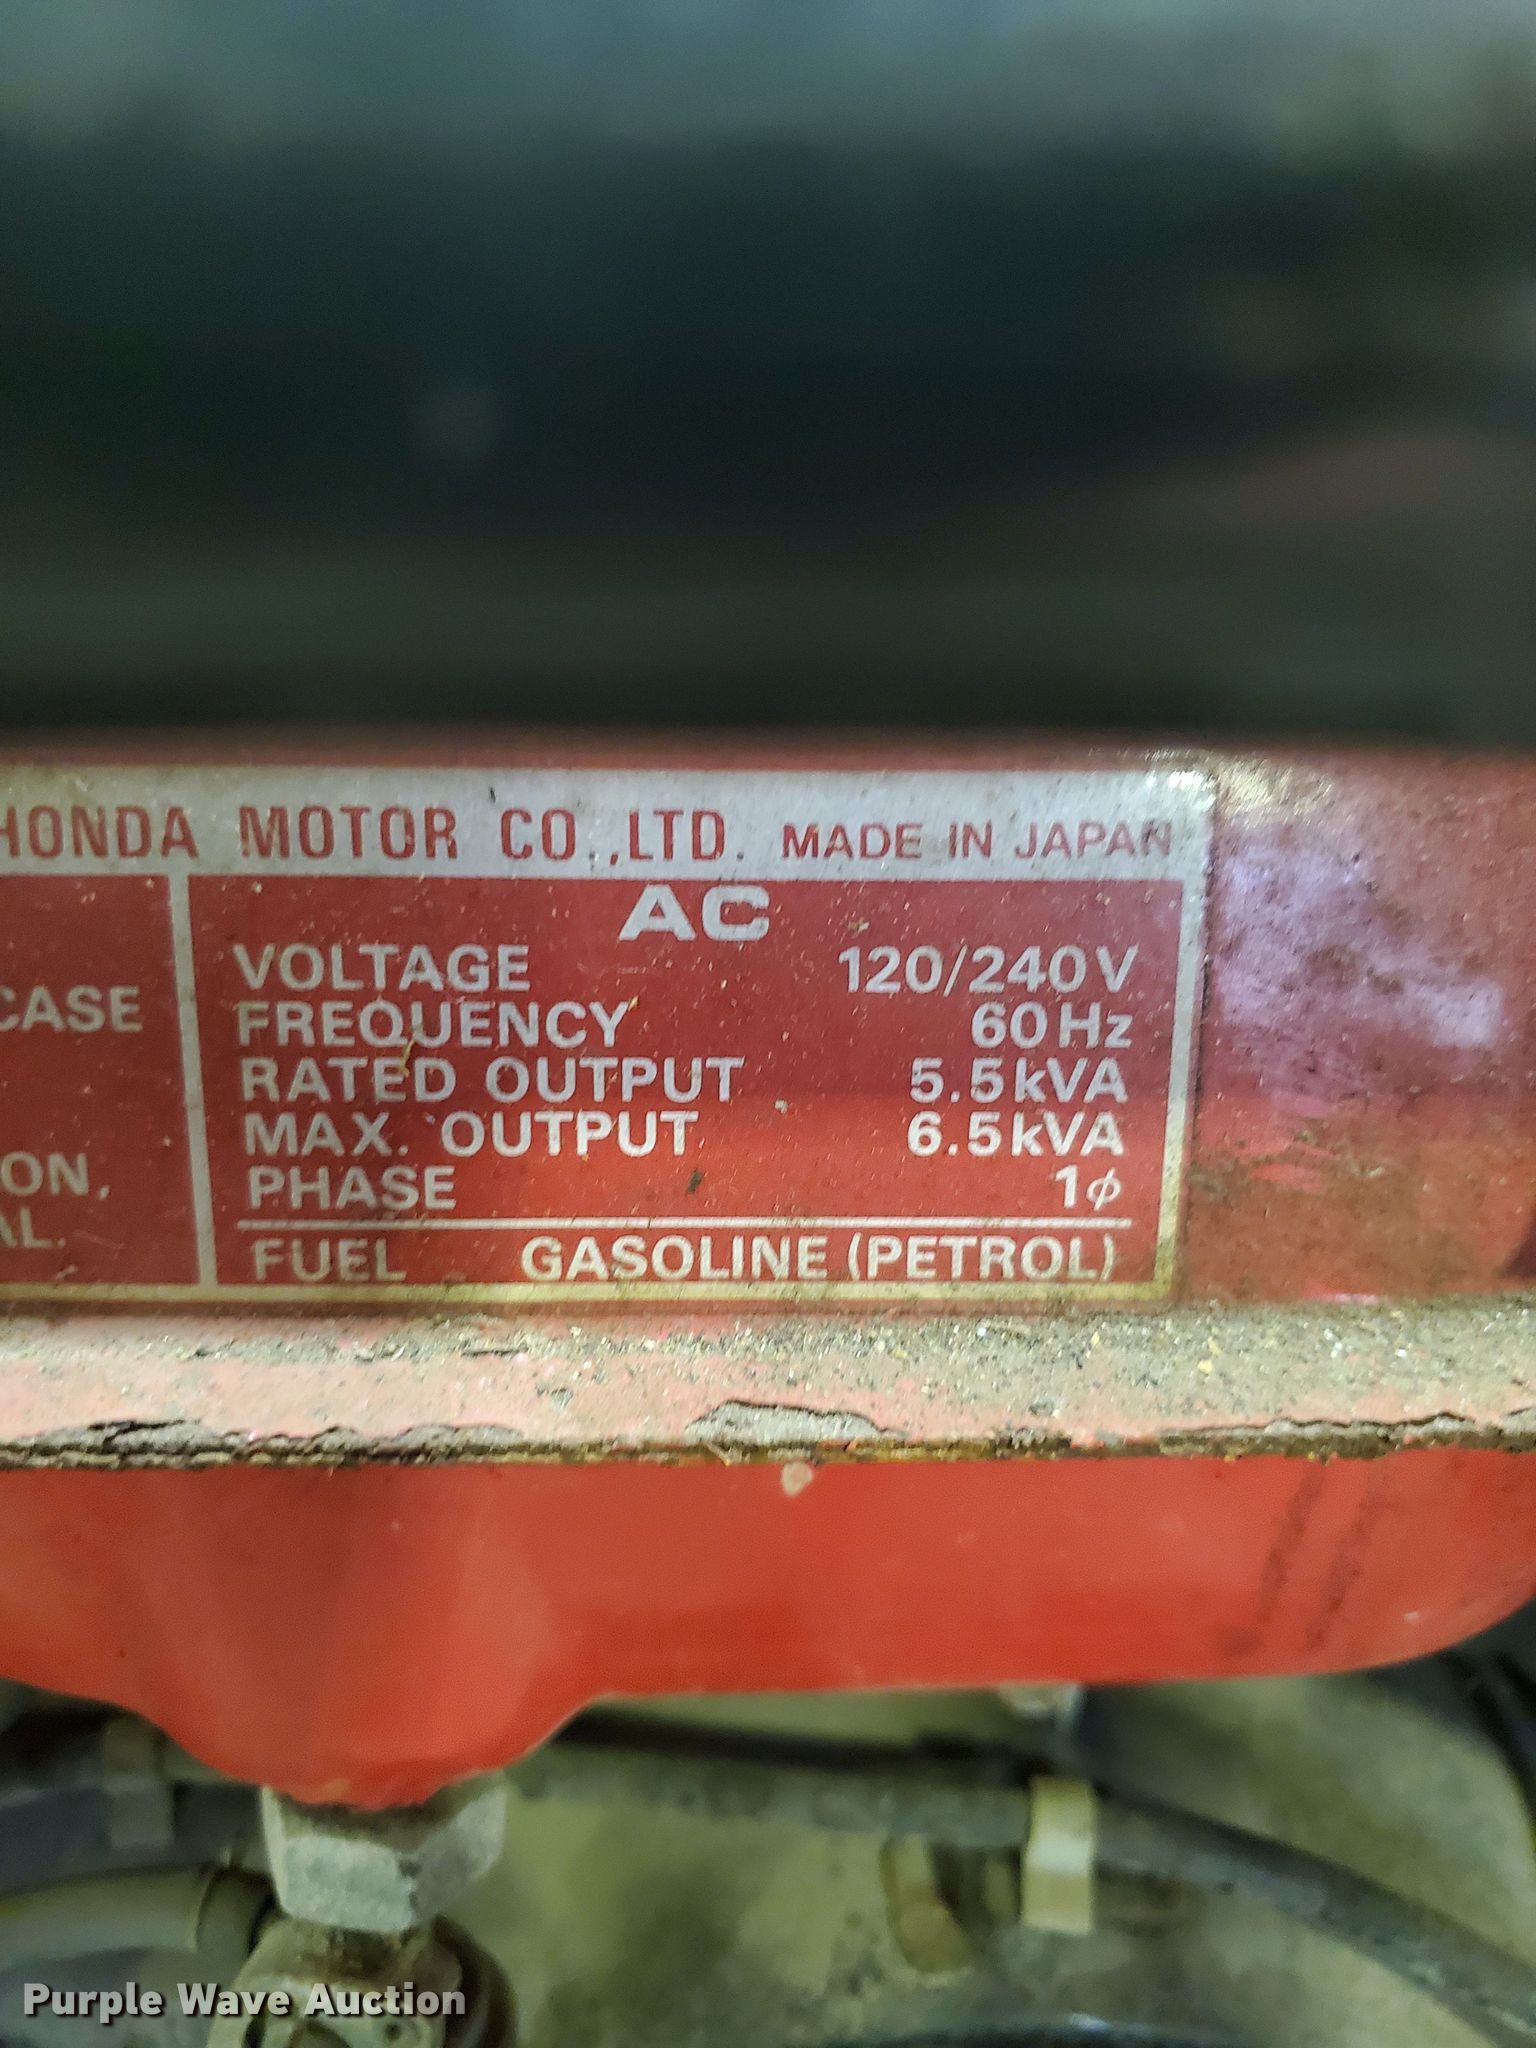 HONDA MOTOR CO.,LTD. MADE IN JAPAN
AC
CASE
ON,
AL.
VOLTAGE 120/240V
FREQUENCY 60Hz
RATED OUTPUT 5.5kVA
MAX. OUTPUT 6.5kVA
PHASE 1ϕ
FUEL GASOLINE (PETROL)
Purple Wave Auction